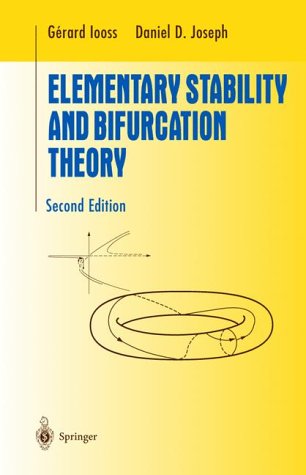 Gérard Iooss Daniel D. Joseph
ELEMENTARY STABILITY
AND BIFURCATION
THEORY
Second Edition
Springer